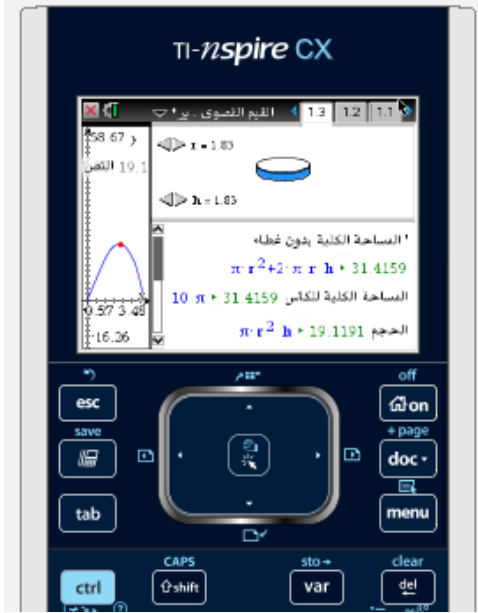 TI-nspire CX
1.1 1.2 1.3 القيم القصوى
58.67 y
r = 1.83
19.1
h = 1.83
المساحة الكلية بدون غطاء
π·r²+2·π·r·h ▸ 31.4159
المساحة الكلية للكأس 10·π ▸ 31.4159
الحجم π·r²·h ▸ 19.1191
0.57 3.48
-16.26
off
esc
on
save
+page
doc
tab
menu
CAPS
sto→
clear
ctrl
shift
var
del